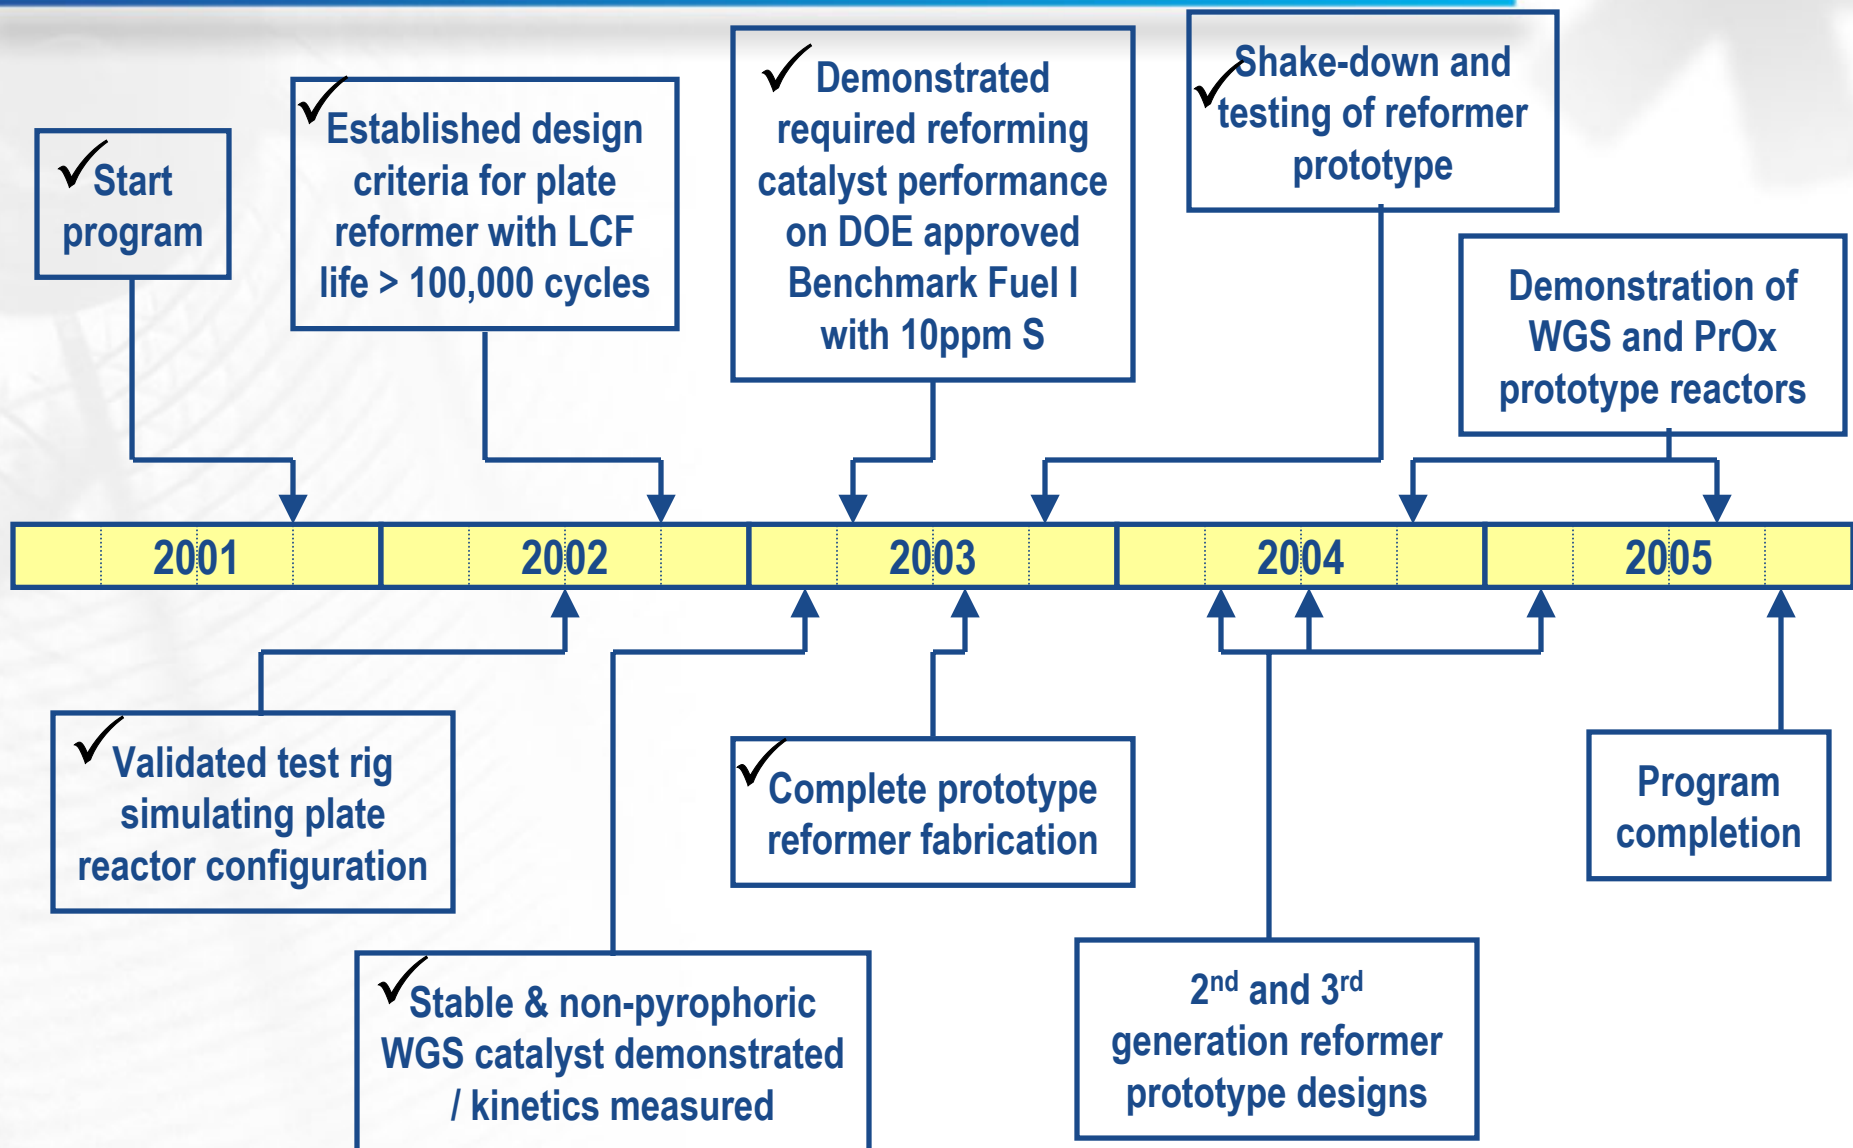 ✓ Start
program
✓ Established design
criteria for plate
reformer with LCF
life > 100,000 cycles
✓ Demonstrated
required reforming
catalyst performance
on DOE approved
Benchmark Fuel I
with 10ppm S
✓ Shake-down and
testing of reformer
prototype
Demonstration of
WGS and PrOx
prototype reactors
2001 2002 2003 2004 2005
✓ Validated test rig
simulating plate
reactor configuration
✓ Stable & non-pyrophoric
WGS catalyst demonstrated
/ kinetics measured
✓ Complete prototype
reformer fabrication
2nd and 3rd
generation reformer
prototype designs
Program
completion